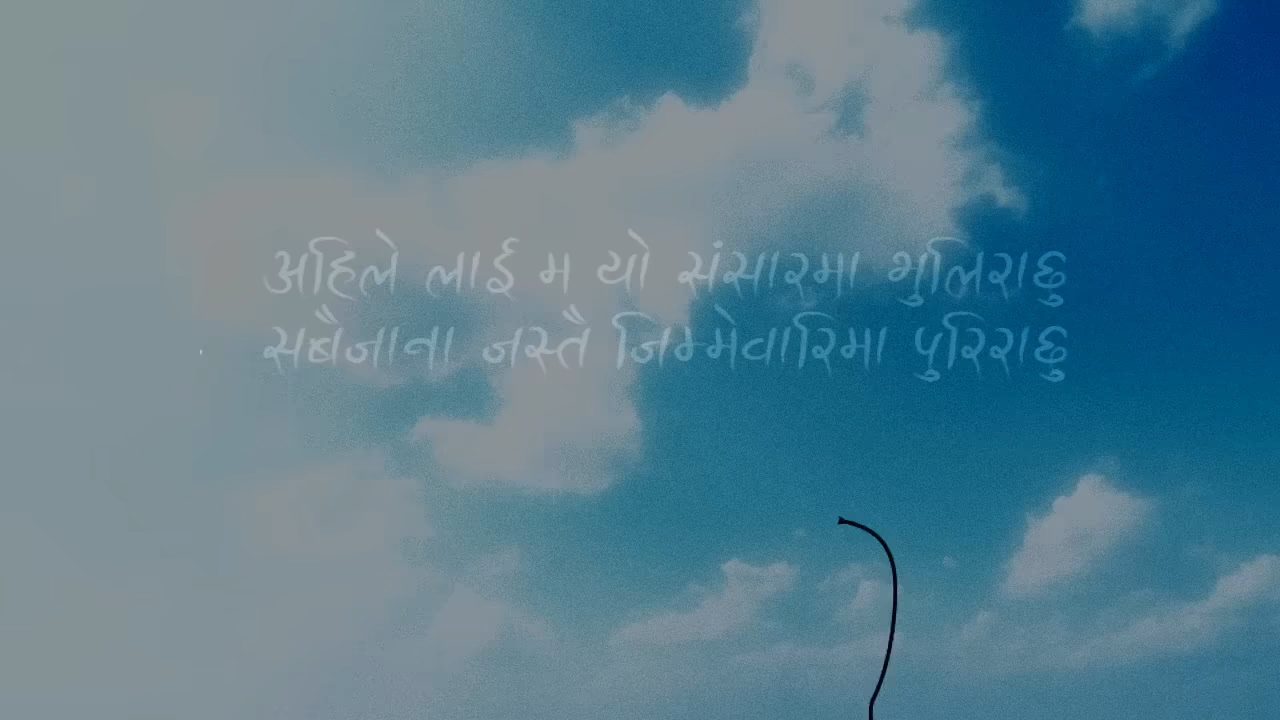 अहिले लाई म यो संसारमा भुलिराछु
सबैजाना जस्तै जिम्मेवारिमा पुरिराछु